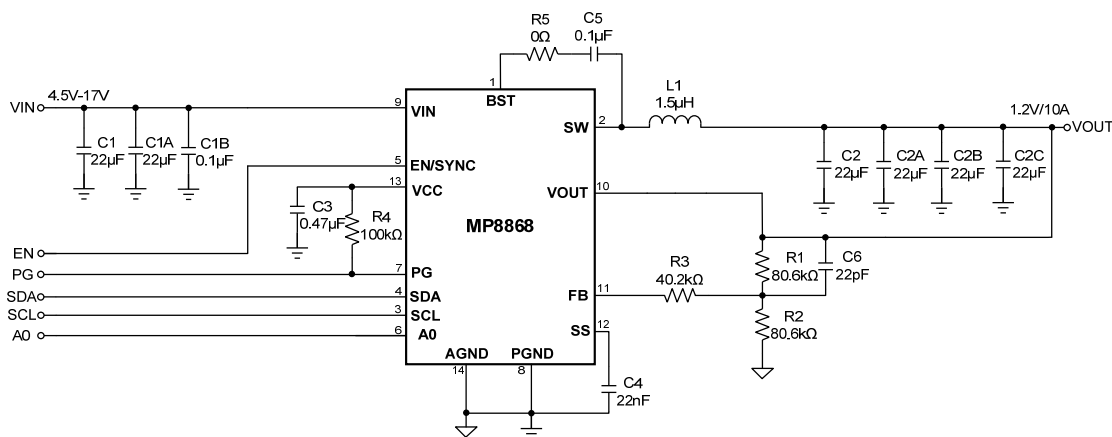 R5
0Ω
C5
0.1µF
1
BST
4.5V-17V
VIN
9
VIN
L1
1.5µH
1.2V/10A
VOUT
2
SW
C1
22µF
C1A
22µF
C1B
0.1µF
C2
22µF
C2A
22µF
C2B
22µF
C2C
22µF
5
EN/SYNC
13
VCC
VOUT
10
C3
0.47µF
R4
100kΩ
MP8868
EN
PG
7
PG
R3
40.2kΩ
R1
80.6kΩ
C6
22pF
SDA
4
SDA
FB
11
SCL
3
SCL
R2
80.6kΩ
A0
6
A0
SS
12
AGND
14
PGND
8
C4
22nF